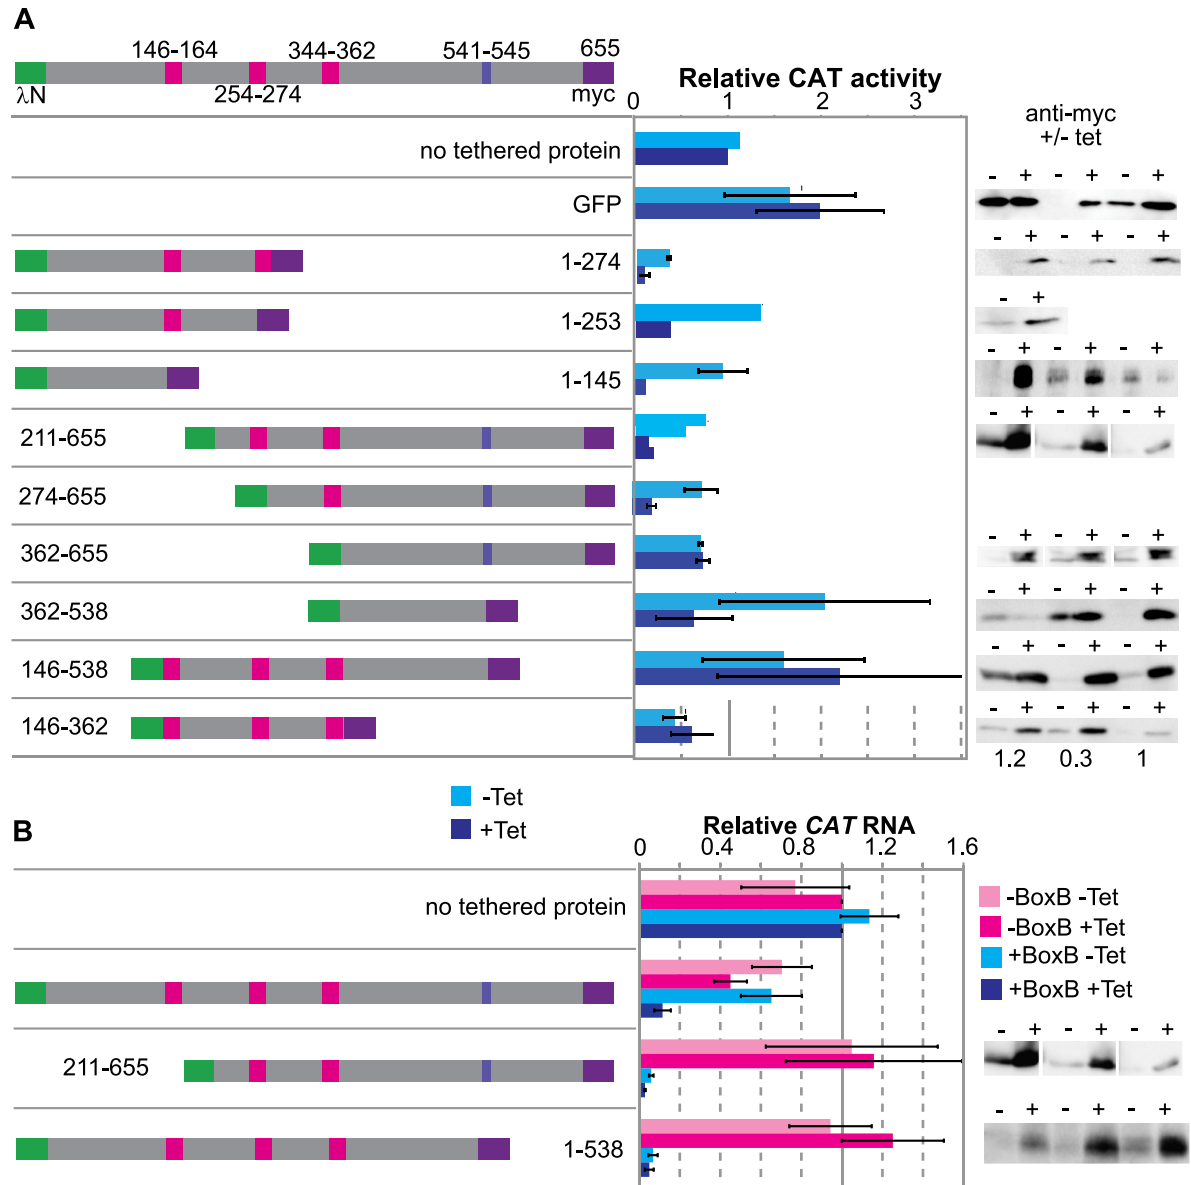 A
146-164 344-362 541-545 655
λN 254-274 myc
Relative CAT activity
0 1 2 3
anti-myc
+/- tet
no tethered protein
- + - + - +
GFP
- + - + - +
1-274
- +
1-253
- + - + - +
1-145
- + - + - +
211-655
274-655
- + - + - +
362-655
- + - + - +
362-538
- + - + - +
146-538
- + - + - +
146-362
1.2 0.3 1
-Tet
+Tet
B
Relative CAT RNA
0 0.4 0.8 1.2 1.6
no tethered protein
-BoxB -Tet
-BoxB +Tet
+BoxB -Tet
+BoxB +Tet
- + - + - +
211-655
- + - + - +
1-538